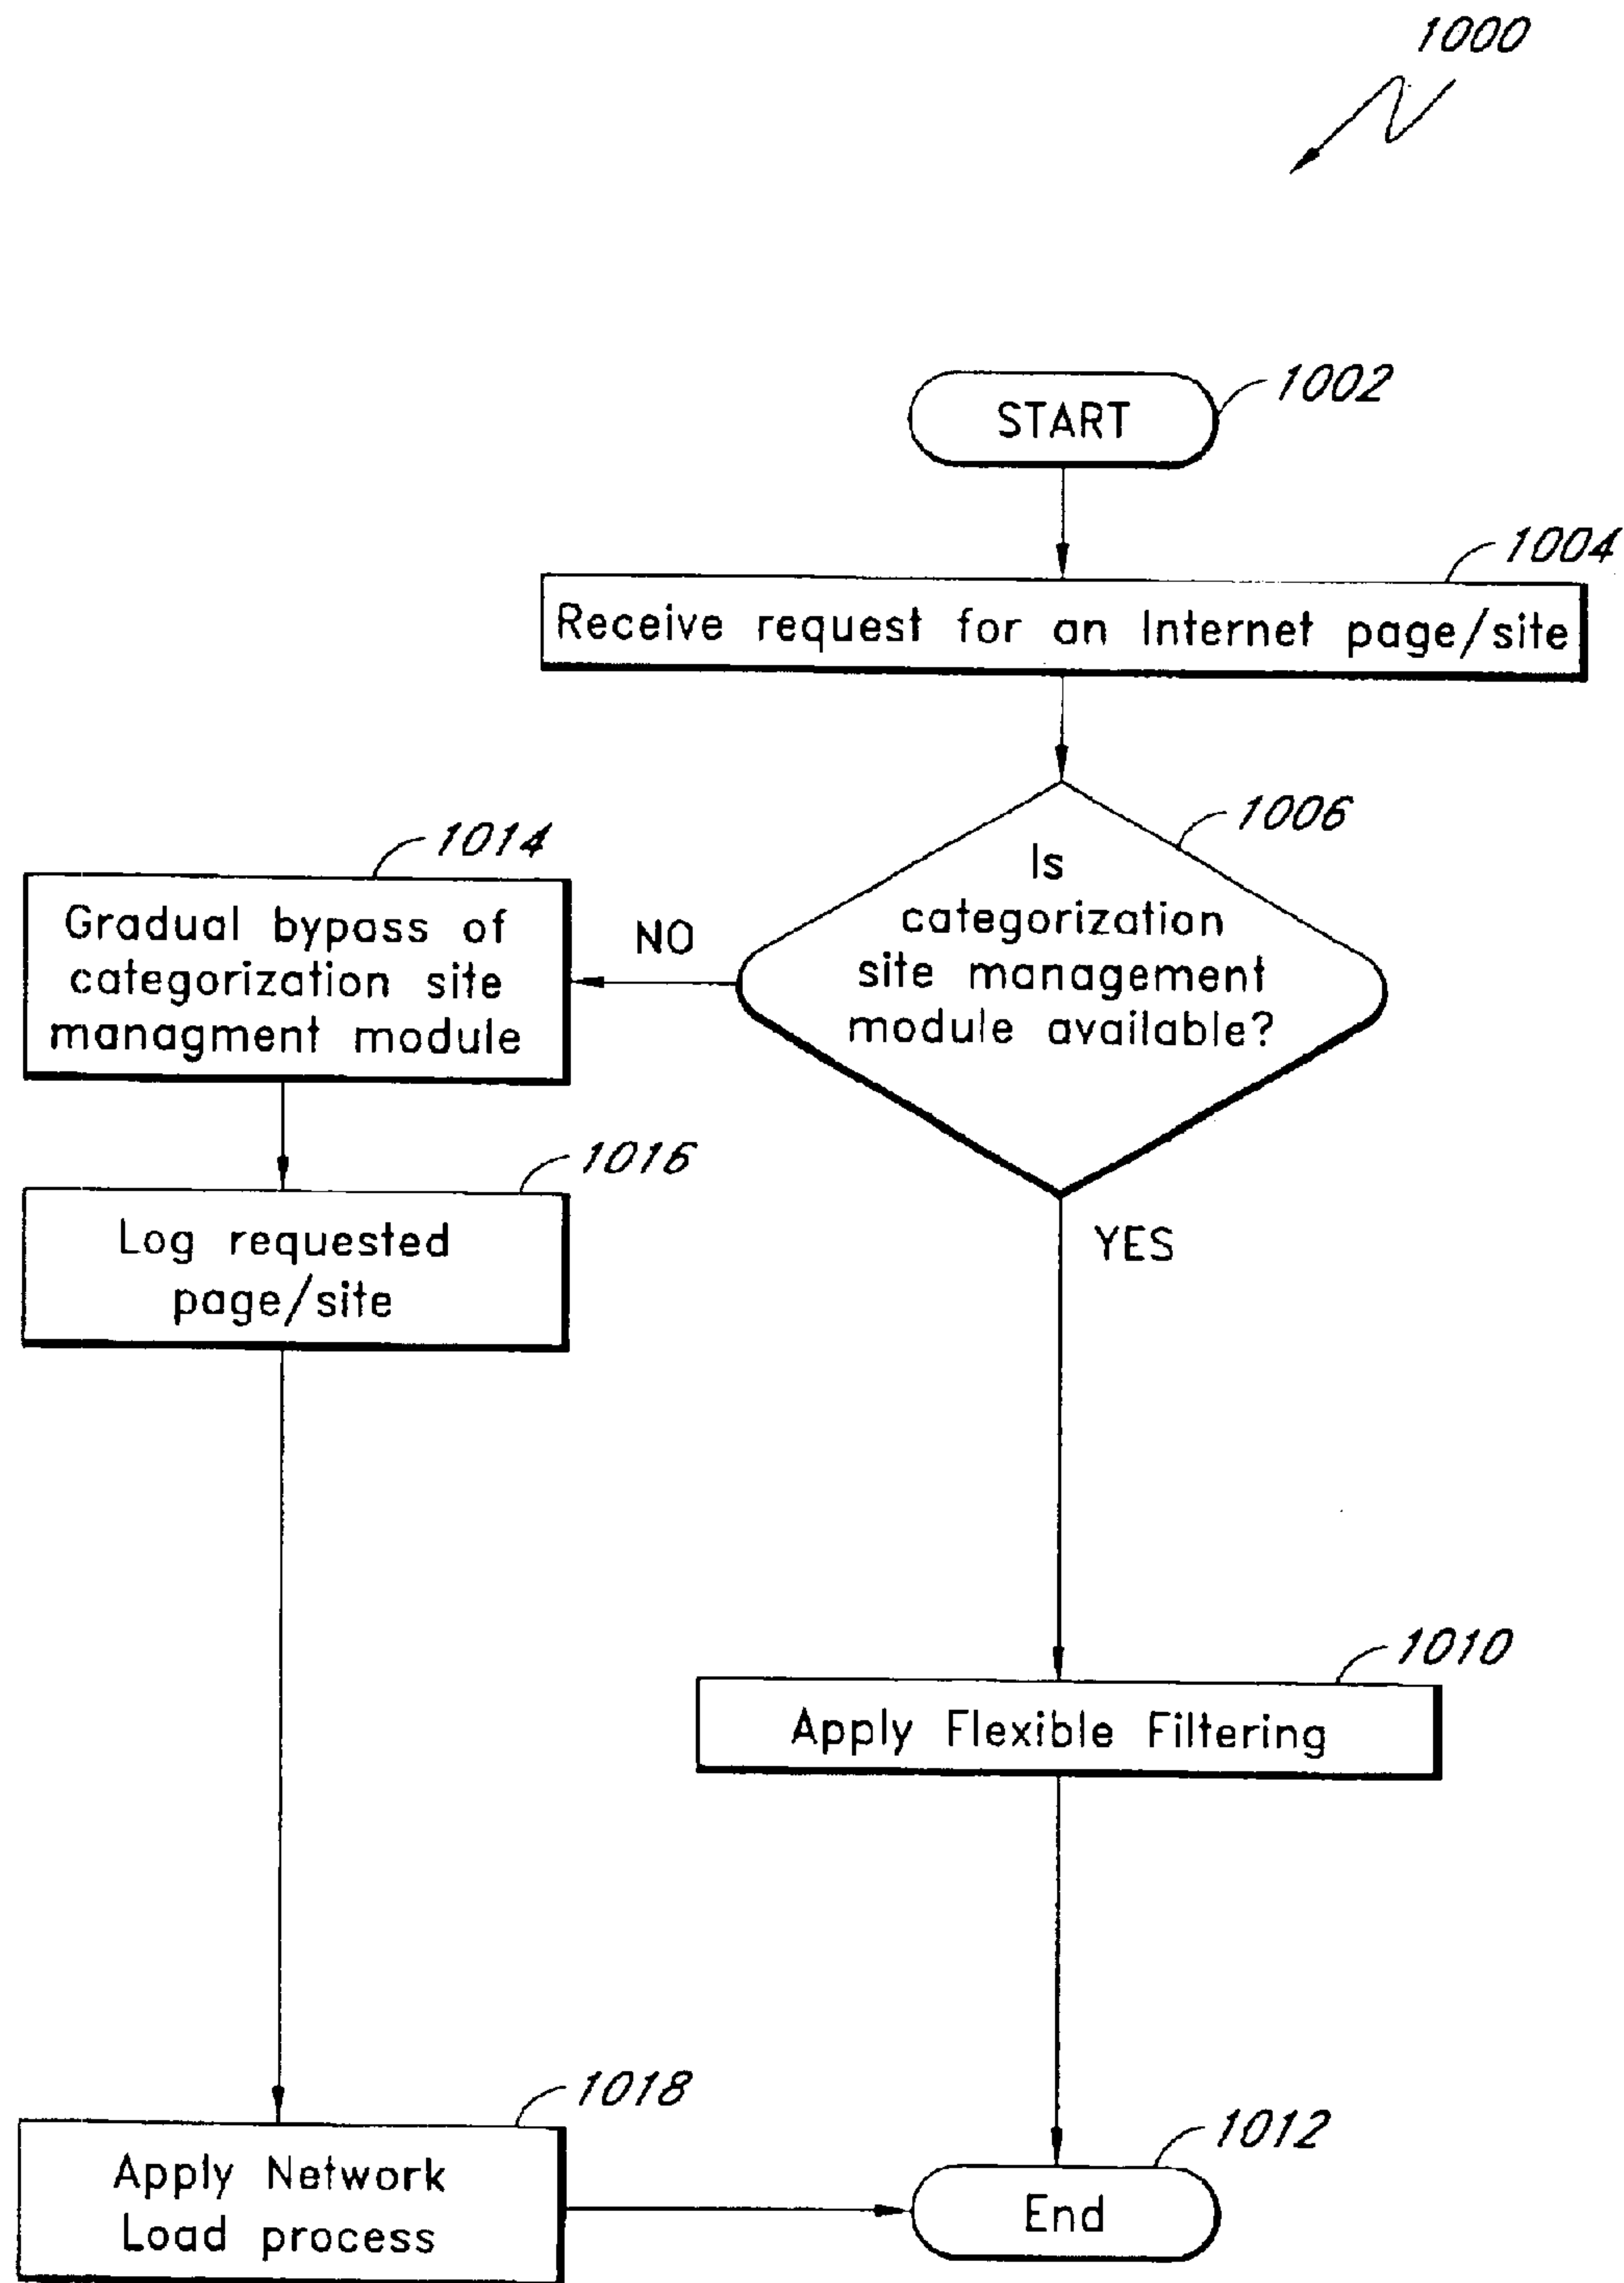 1000
START
1002
1004
Receive request for an Internet page/site
1006
Is
categorization
site management
module available?
NO
YES
1014
Gradual bypass of
categorization site
managment module
1016
Log requested
page/site
1010
Apply Flexible Filtering
1018
Apply Network
Load process
1012
End